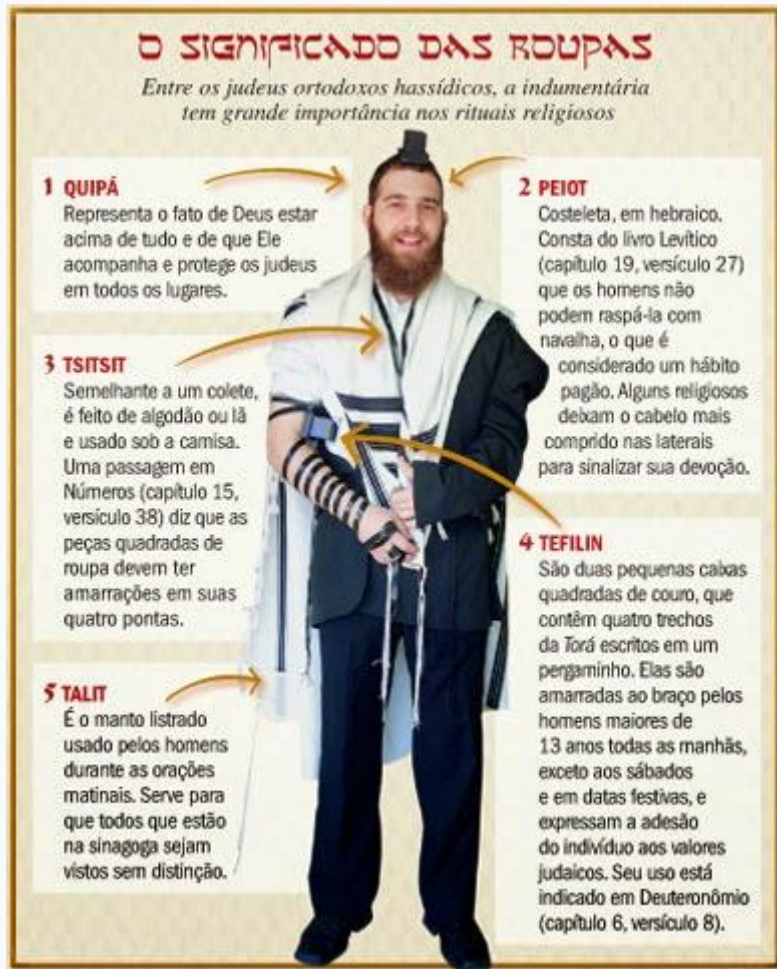 O SIGNIFICADO DAS ROUPAS
Entre os judeus ortodoxos hassídicos, a indumentária
tem grande importância nos rituais religiosos
1 QUIPÁ
Representa o fato de Deus estar
acima de tudo e de que Ele
acompanha e protege os judeus
em todos os lugares.
2 PEIOT
Costeleta, em hebraico.
Consta do livro Levítico
(capítulo 19, versículo 27)
que os homens não
podem raspá-la com
navalha, o que é
considerado um hábito
pagão. Alguns religiosos
deixam o cabelo mais
comprido nas laterais
para sinalizar sua devoção.
3 TSITSIT
Semelhante a um colete,
é feito de algodão ou lã
e usado sob a camisa.
Uma passagem em
Números (capítulo 15,
versículo 38) diz que as
peças quadradas de
roupa devem ter
amarrações em suas
quatro pontas.
4 TEFILIN
São duas pequenas caixas
quadradas de couro, que
contêm quatro trechos
da Torá escritos em um
pergaminho. Elas são
amarradas ao braço pelos
homens maiores de
13 anos todas as manhãs,
exceto aos sábados
e em datas festivas, e
expressam a adesão
do indivíduo aos valores
judaicos. Seu uso está
indicado em Deuteronômio
(capítulo 6, versículo 8).
5 TALIT
É o manto listrado
usado pelos homens
durante as orações
matinais. Serve para
que todos que estão
na sinagoga sejam
vistos sem distinção.